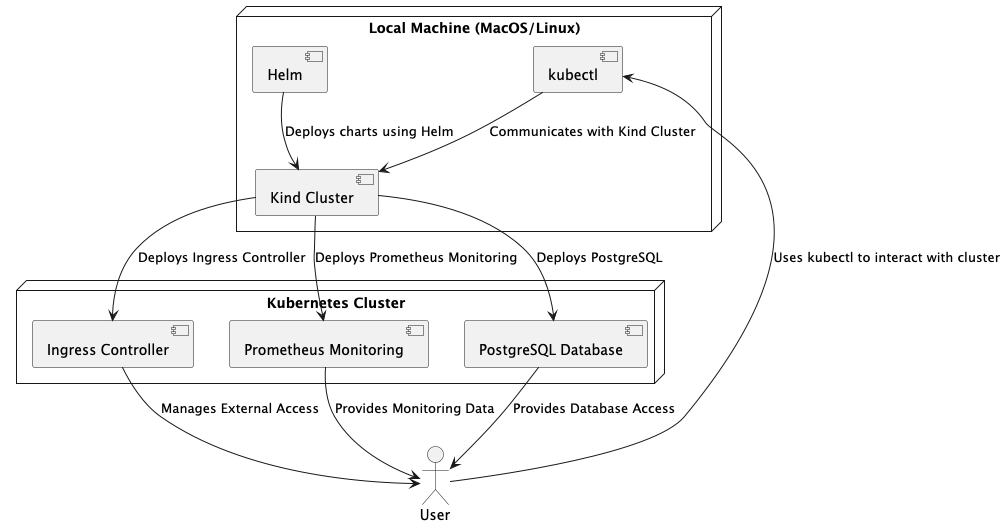 Local Machine (MacOS/Linux)
Helm
kubectl
Deploys charts using Helm
Communicates with Kind Cluster
Kind Cluster
Deploys Ingress Controller
Deploys Prometheus Monitoring
Deploys PostgreSQL
Uses kubectl to interact with cluster
Kubernetes Cluster
Ingress Controller
Prometheus Monitoring
PostgreSQL Database
Manages External Access
Provides Monitoring Data
Provides Database Access
User